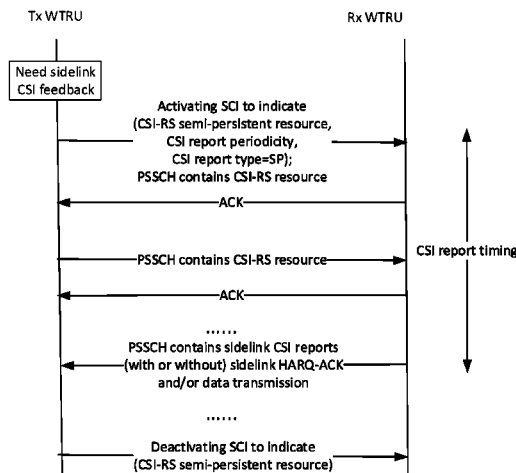 Tx WTRU
Rx WTRU
Need sidelink
CSI feedback
Activating SCI to indicate
(CSI-RS semi-persistent resource,
CSI report periodicity,
CSI report type=SP);
PSSCH contains CSI-RS resource
ACK
CSI report timing
PSSCH contains CSI-RS resource
ACK
......
PSSCH contains sidelink CSI reports
(with or without) sidelink HARQ-ACK
and/or data transmission
......
Deactivating SCI to indicate
(CSI-RS semi-persistent resource)